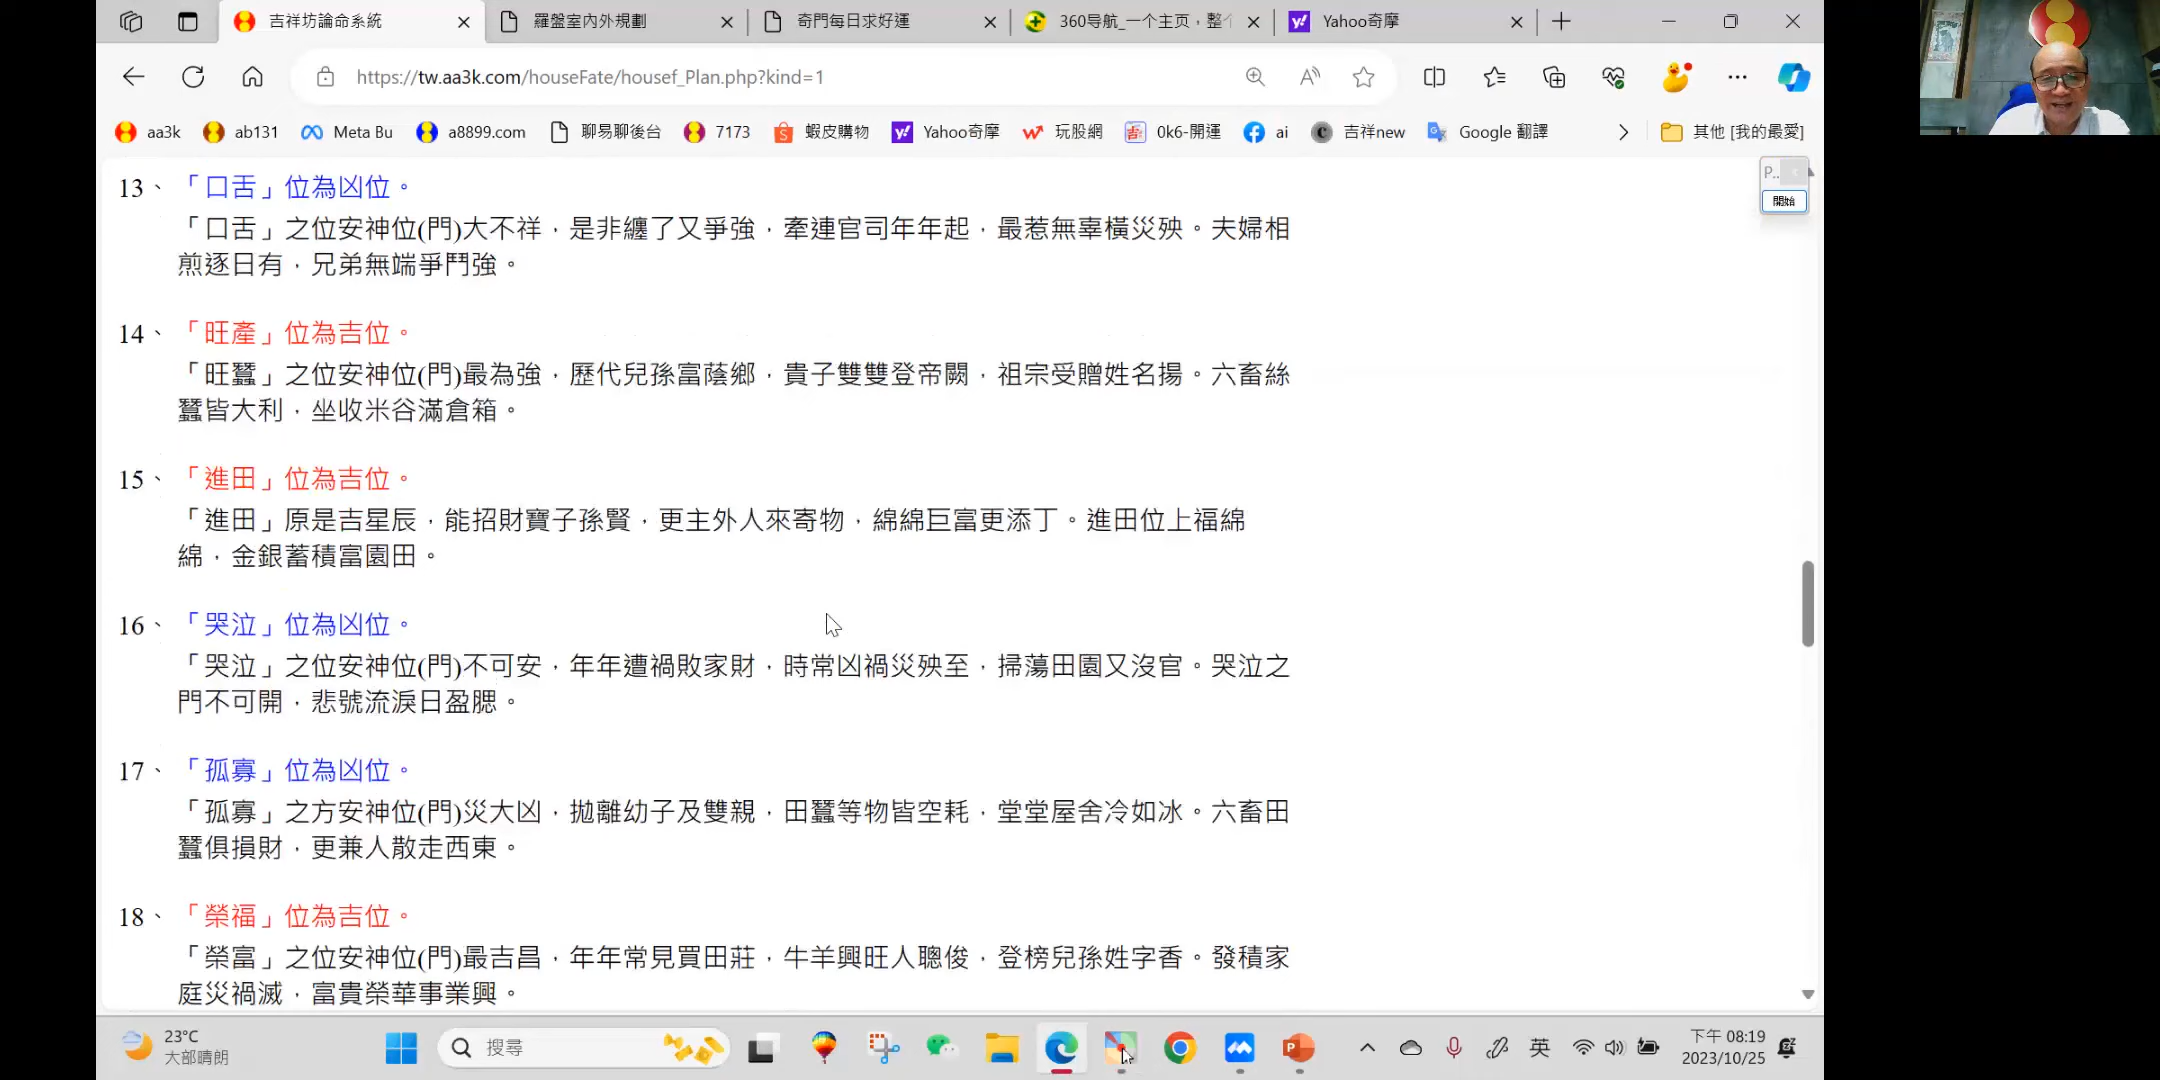 吉祥坊論命系統
羅盤室內外規劃
奇門每日求好運
360导航_一个主页，整个
Yahoo奇摩
https://tw.aa3k.com/houseFate/housef_Plan.php?kind=1
aa3k
ab131
Meta Bu
a8899.com
聊易聊後台
7173
蝦皮購物
Yahoo奇摩
玩股網
0k6-開運
ai
吉祥new
Google 翻譯
其他 [我的最愛]
P...
開始
13、「口舌」位為凶位。
「口舌」之位安神位(門)大不祥，是非纏了又爭強，牽連官司年年起，最惹無辜橫災殃。夫婦相
煎逐日有，兄弟無端爭鬥強。
14、「旺產」位為吉位。
「旺蠶」之位安神位(門)最為強，歷代兒孫富蔭鄉，貴子雙雙登帝闕，祖宗受贈姓名揚。六畜絲
蠶皆大利，坐收米谷滿倉箱。
15、「進田」位為吉位。
「進田」原是吉星辰，能招財寶子孫賢，更主外人來寄物，綿綿巨富更添丁。進田位上福綿
綿，金銀蓄積富園田。
16、「哭泣」位為凶位。
「哭泣」之位安神位(門)不可安，年年遭禍敗家財，時常凶禍災殃至，掃蕩田園又沒官。哭泣之
門不可開，悲號流淚日盈腮。
17、「孤寡」位為凶位。
「孤寡」之方安神位(門)災大凶，拋離幼子及雙親，田蠶等物皆空耗，堂堂屋舍冷如冰。六畜田
蠶俱損財，更兼人散走西東。
18、「榮福」位為吉位。
「榮富」之位安神位(門)最吉昌，年年常見買田莊，牛羊興旺人聰俊，登榜兒孫姓字香。發積家
庭災禍滅，富貴榮華事業興。
23°C
大部晴朗
搜尋
英
下午 08:19
2023/10/25